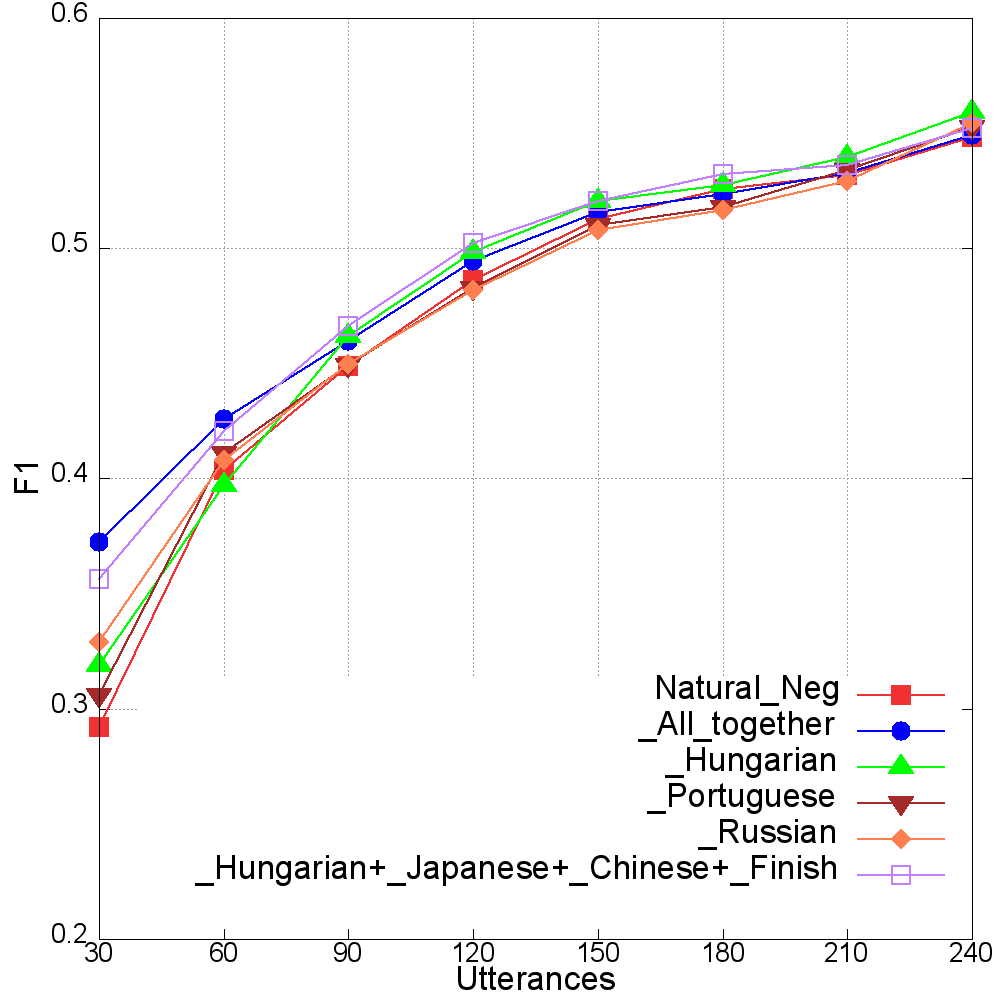 0.6
0.5
0.4
0.3
0.2
F1
Natural_Neg
_All_together
_Hungarian
_Portuguese
_Russian
_Hungarian+_Japanese+_Chinese+_Finish
30 60 90 120 150 180 210 240
Utterances